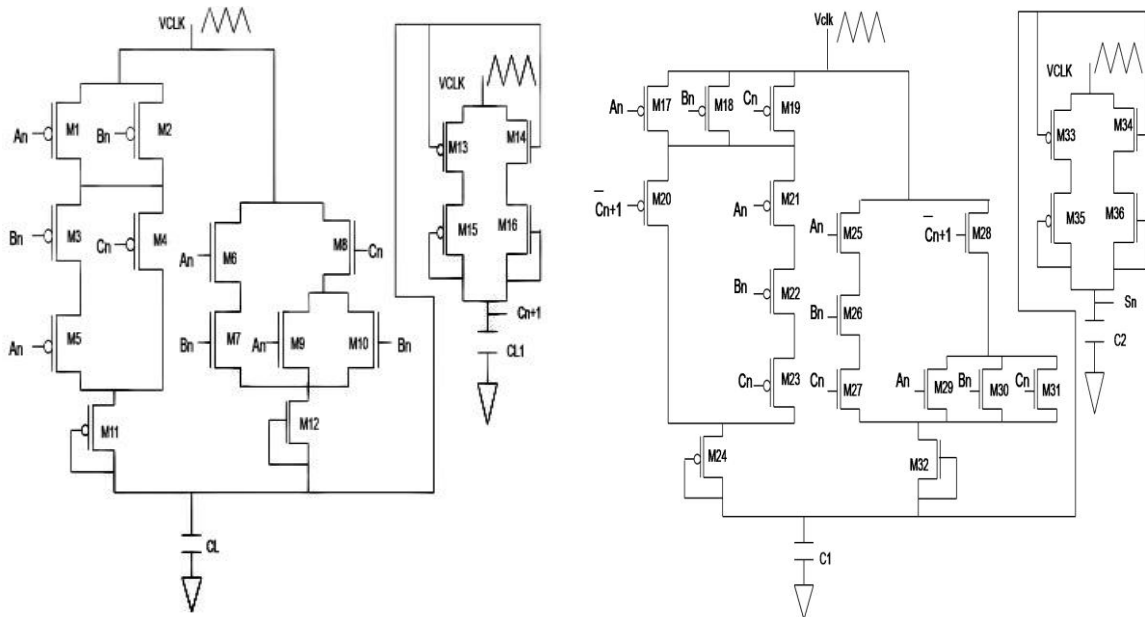 VCLK
An
M1
Bn
M2
Bn
M3
Cn
M4
An
M5
An
M6
M8
Cn
Bn
M7
An
M9
M10
Bn
M11
M12
CL
VCLK
M13
M14
M15
M16
Cn+1
CL1
Vclk
An
M17
Bn
M18
Cn
M19
C̅n+1
M20
An
M21
Bn
M22
Cn
M23
M24
An
M25
C̅n+1
M28
Bn
M26
Cn
M27
An
M29
Bn
M30
Cn
M31
M32
C1
VCLK
M33
M34
M35
M36
Sn
C2